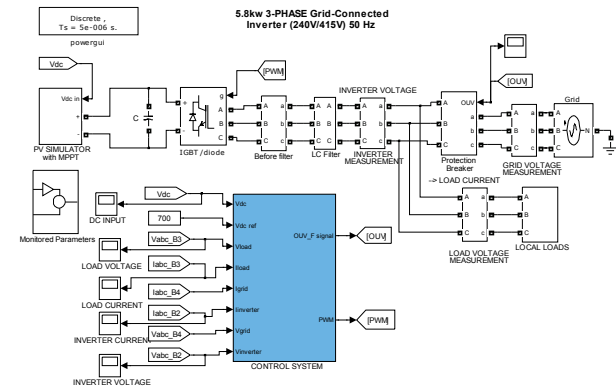 5.8kw 3-PHASE Grid-Connected
Inverter (240V/415V) 50 Hz
Discrete ,
Ts = 5e-006 s.
powergui
Vdc
[PWM]
[OUV]
INVERTER VOLTAGE
Grid
Vdc in
+
-
C
+
-
g
A
B
C
A
B
C
a
b
c
A
B
C
a
b
c
A
B
C
a
b
c
A
B
C
OUV
a
b
c
A
B
C
a
b
c
A
B
C
N
PV SIMULATOR
with MPPT
IGBT /diode
Before filter
LC Filter
INVERTER
MEASUREMENT
Protection
Breaker
GRID VOLTAGE
MEASUREMENT
-> LOAD CURRENT
Monitored Parameters
Vdc
DC INPUT
700
Vabc_B3
LOAD VOLTAGE
Iabc_B3
Iabc_B4
LOAD CURRENT
Iabc_B2
INVERTER CURRENT
Vabc_B4
Vabc_B2
INVERTER VOLTAGE
Vdc
Vdc ref
Vload
Iload
Igrid
Iinverter
Vgrid
Vinverter
OUV_F signal
PWM
CONTROL SYSTEM
[OUV]
[PWM]
A
B
C
a
b
c
A
B
C
LOAD VOLTAGE
MEASUREMENT
LOCAL LOADS